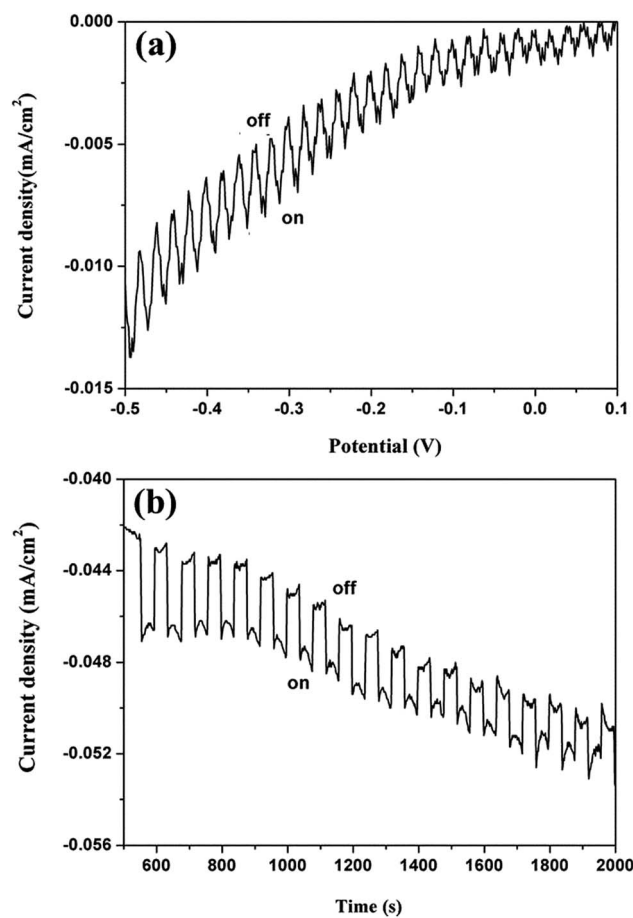 (a)
0.000
-0.005
-0.010
-0.015
Current density(mA/cm²)
off
on
-0.5 -0.4 -0.3 -0.2 -0.1 0.0 0.1
Potential (V)
(b)
-0.040
-0.044
-0.048
-0.052
-0.056
Current density (mA/cm²)
off
on
600 800 1000 1200 1400 1600 1800 2000
Time (s)